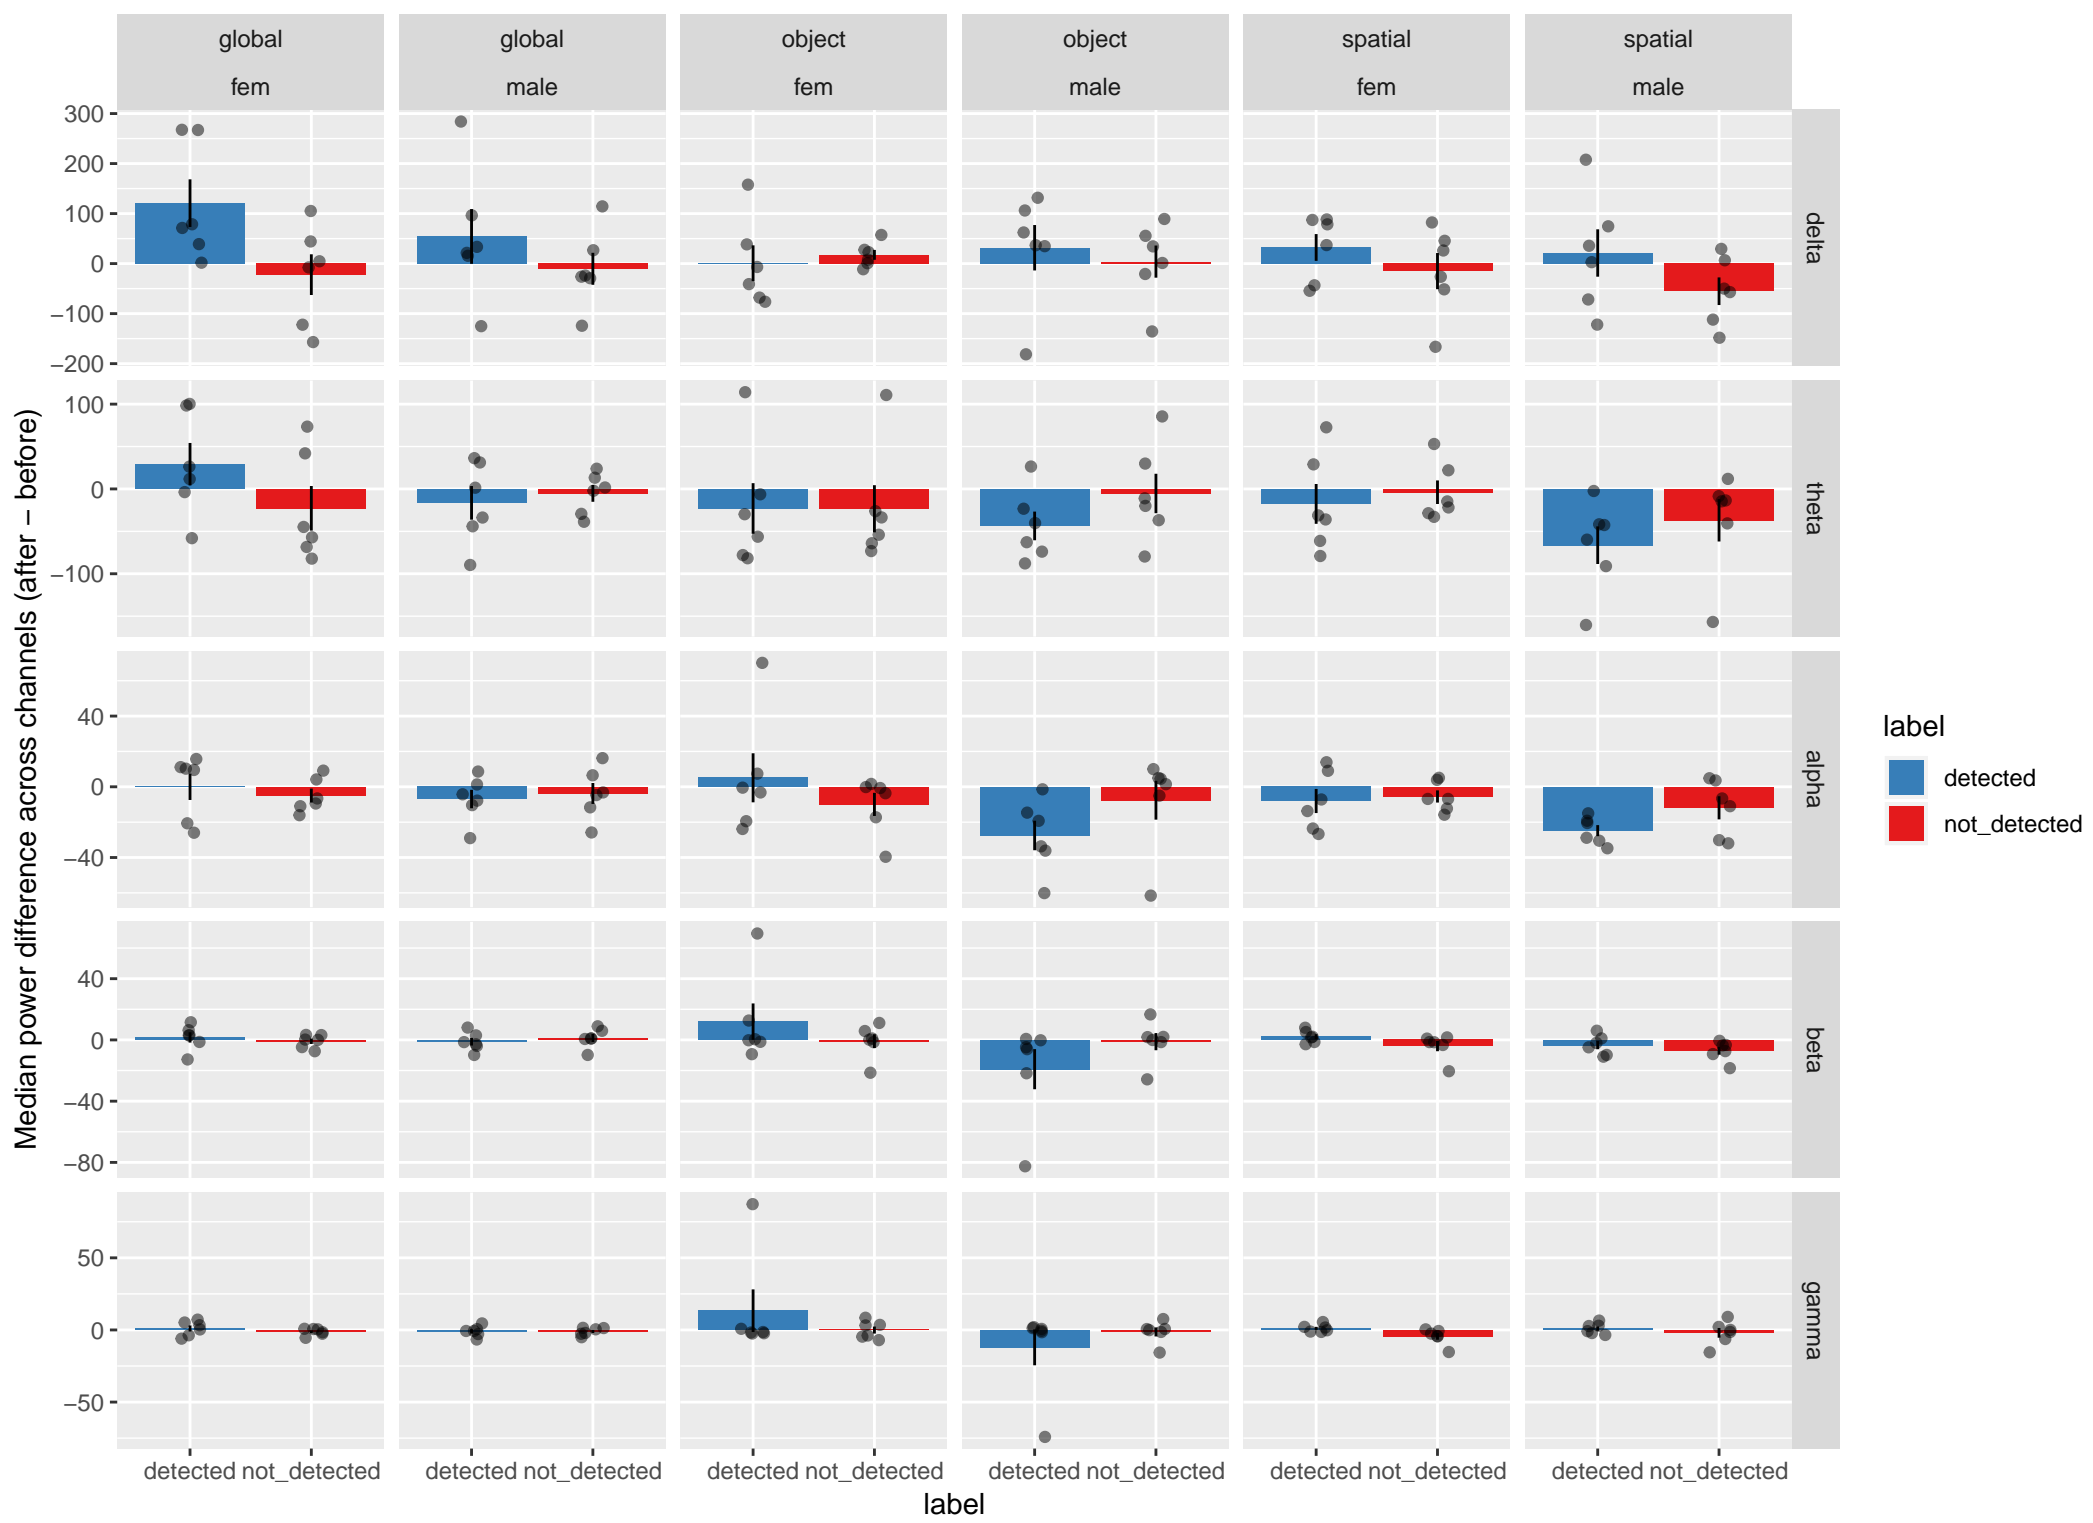 global global object object spatial spatial
fem male fem male fem male
300
200
100
0
−100
−200
delta
100
0
−100
theta
Median power difference across channels (after − before)
40
0
−40
alpha
label
detected
not_detected
40
0
−40
−80
beta
50
0
−50
gamma
detected not_detected detected not_detected detected not_detected detected not_detected detected not_detected detected not_detected
label